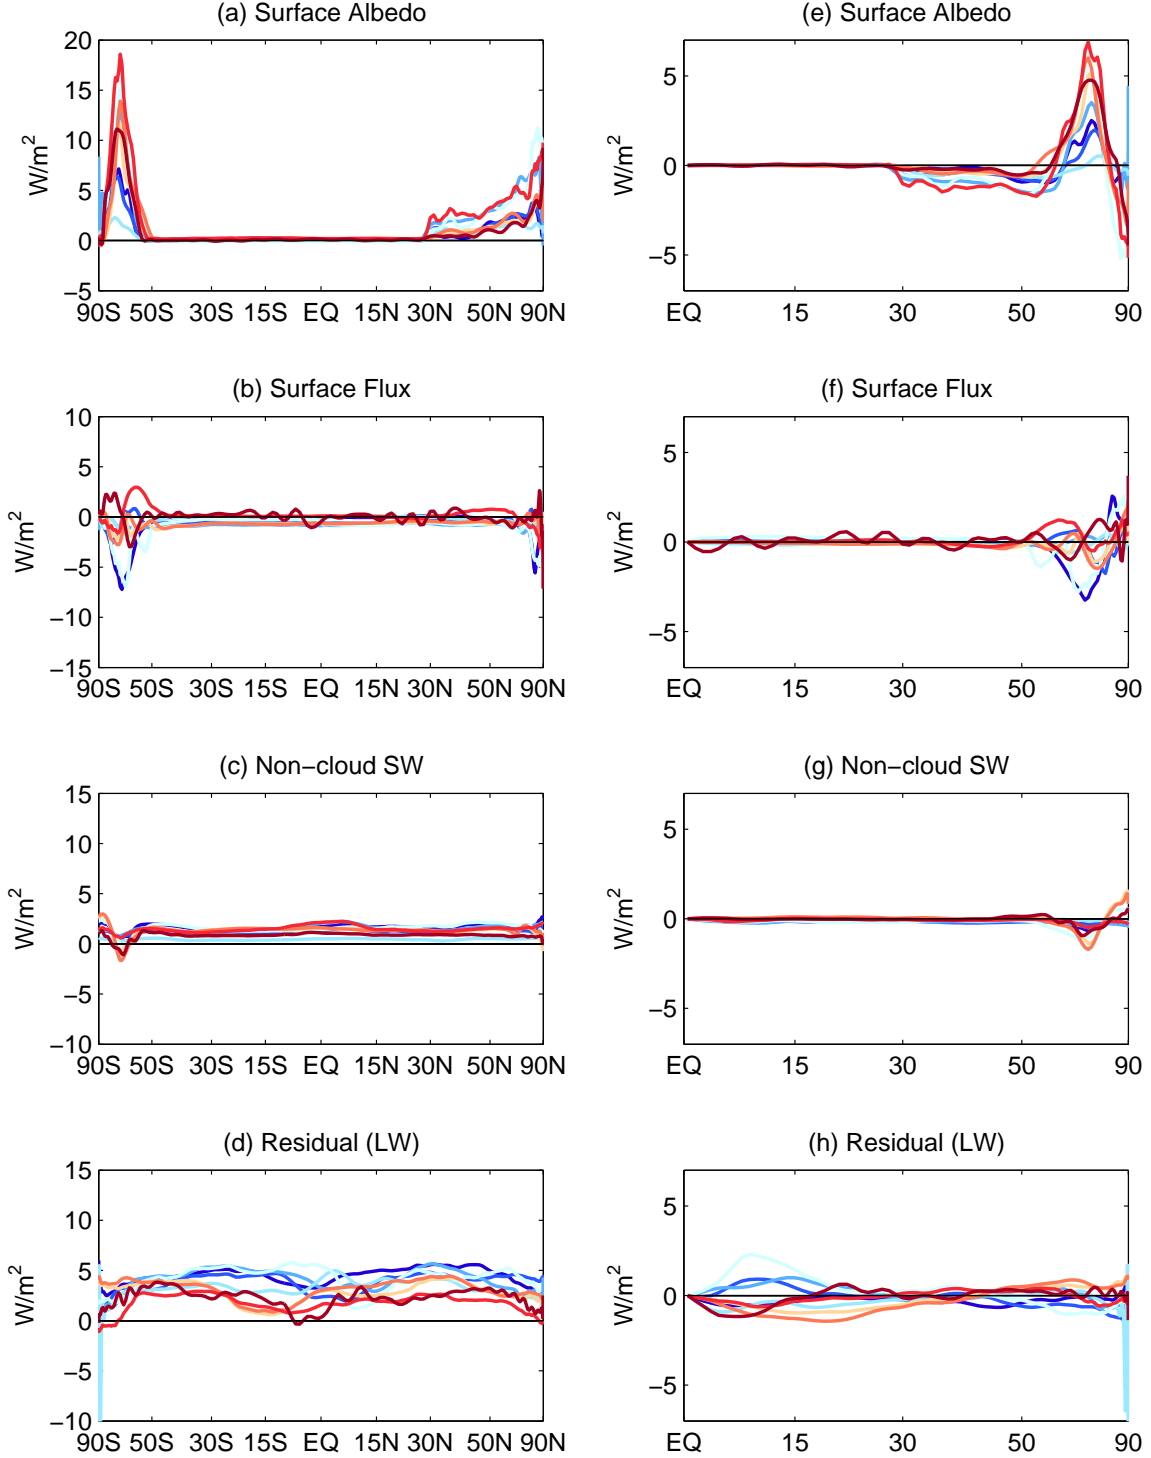 (a) Surface Albedo
20
15
10
5
0
−5
W/m2
90S 50S 30S 15S EQ 15N 30N 50N 90N
(e) Surface Albedo
5
0
−5
W/m2
EQ 15 30 50 90
(b) Surface Flux
10
5
0
−5
−10
−15
W/m2
90S 50S 30S 15S EQ 15N 30N 50N 90N
(f) Surface Flux
5
0
−5
W/m2
EQ 15 30 50 90
(c) Non−cloud SW
15
10
5
0
−5
−10
W/m2
90S 50S 30S 15S EQ 15N 30N 50N 90N
(g) Non−cloud SW
5
0
−5
W/m2
EQ 15 30 50 90
(d) Residual (LW)
15
10
5
0
−5
−10
W/m2
90S 50S 30S 15S EQ 15N 30N 50N 90N
(h) Residual (LW)
5
0
−5
W/m2
EQ 15 30 50 90